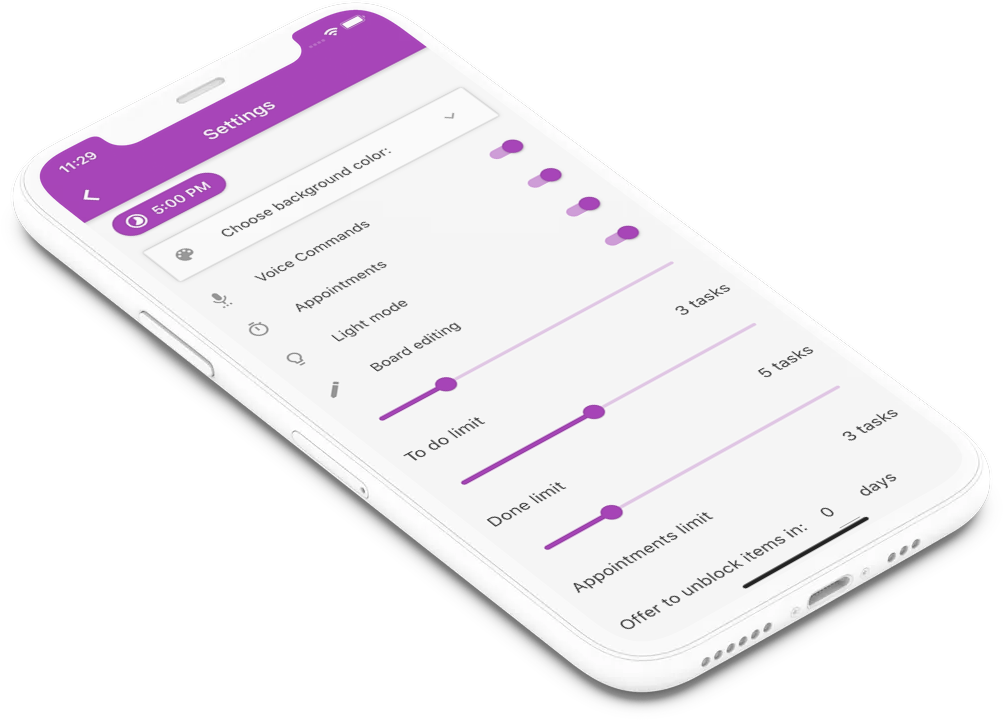 11:29
Settings
5:00 PM
Choose background color:
Voice Commands
Appointments
Light mode
Board editing
To do limit 3 tasks
Done limit 5 tasks
Appointments limit 3 tasks
Offer to unblock items in: 0 days